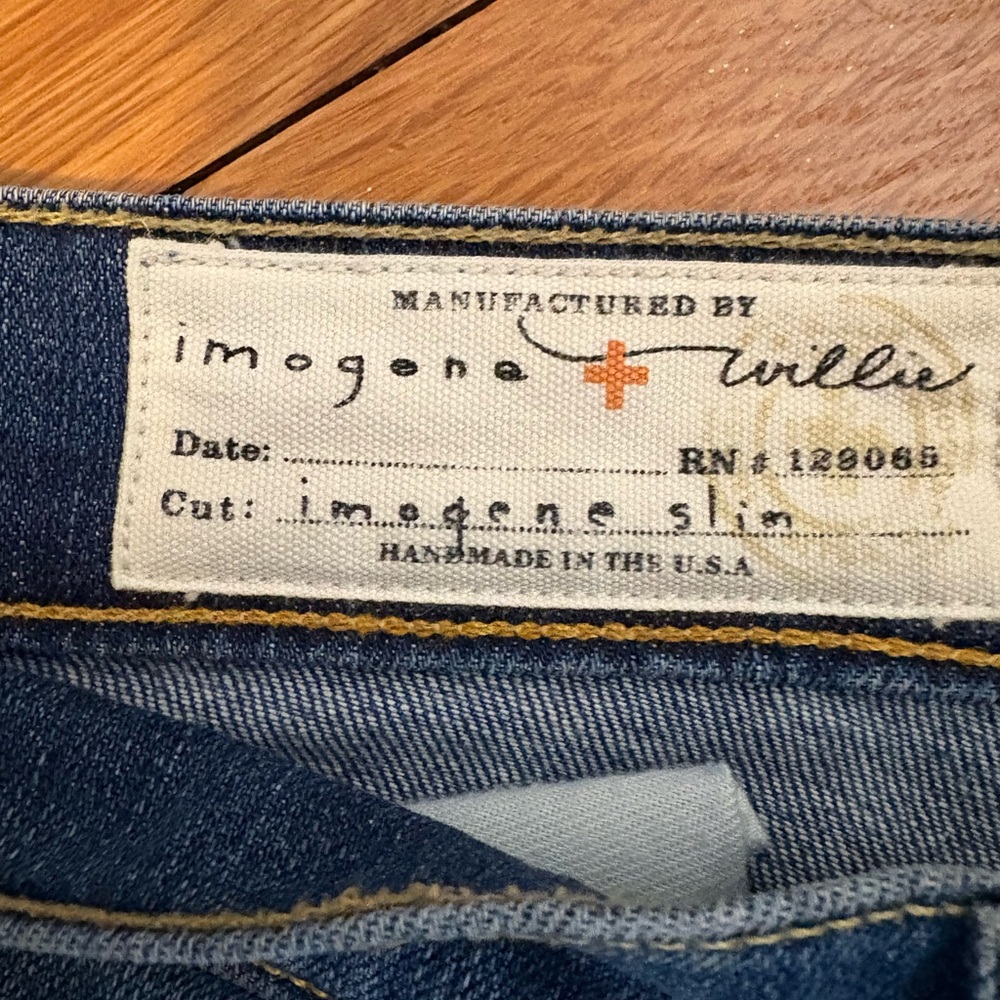 MANUFACTURED BY
imogene + willie
Date: RN # 129065
Cut: imogene slim
HANDMADE IN THE U.S.A